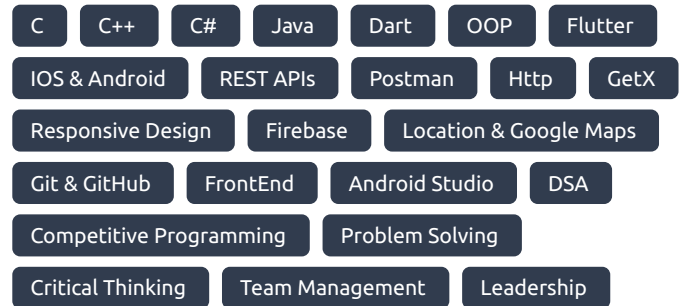 C C++ C# Java Dart OOP Flutter
IOS & Android REST APIs Postman Http GetX
Responsive Design Firebase Location & Google Maps
Git & GitHub FrontEnd Android Studio DSA
Competitive Programming Problem Solving
Critical Thinking Team Management Leadership